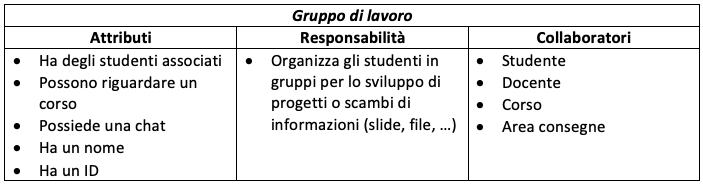 Gruppo di lavoro
Attributi
Responsabilità
Collaboratori
• Ha degli studenti associati
• Possono riguardare un
corso
• Possiede una chat
• Ha un nome
• Ha un ID
• Organizza gli studenti in
gruppi per lo sviluppo di
progetti o scambi di
informazioni (slide, file, …)
• Studente
• Docente
• Corso
• Area consegne